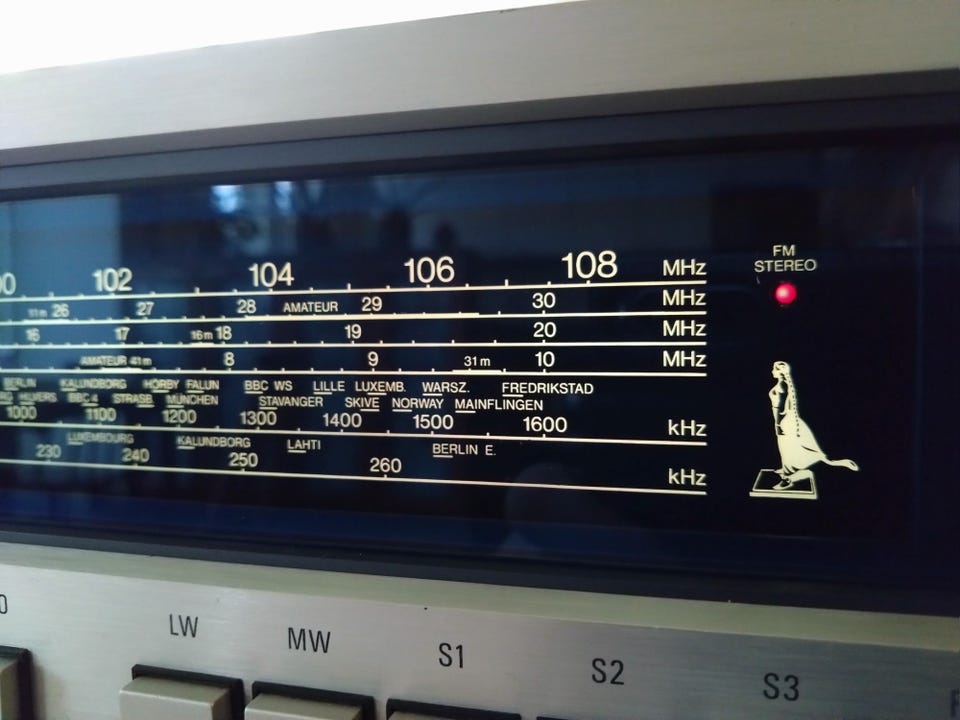 FM
STEREO
00 102 104 106 108 MHz
11m 26 27 28 AMATEUR 29 30 MHz
16 17 16m 18 19 20 MHz
AMATEUR 41m 8 9 31m 10 MHz
BERLIN KALUNDBORG HÖRBY FALUN BBC WS LILLE LUXEMB. WARSZ. FREDRIKSTAD
HILVERS BBC 4 STRASB. MÜNCHEN STAVANGER SKIVE NORWAY MAINFLINGEN
1000 1100 1200 1300 1400 1500 1600 kHz
LUXEMBOURG KALUNDBORG LAHTI BERLIN E.
230 240 250 260 kHz
LW MW S1 S2 S3